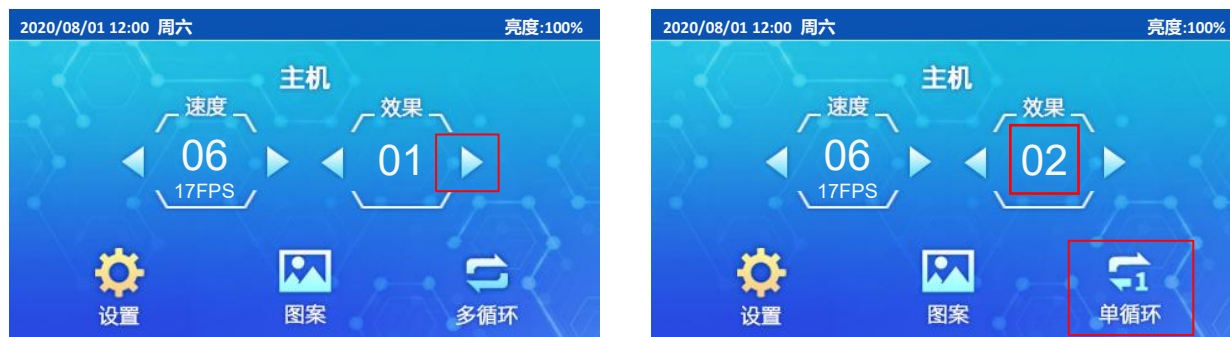 2020/08/01 12:00 周六 亮度:100%
主机
速度 效果
06 01
17FPS
设置 图案 多循环
2020/08/01 12:00 周六 亮度:100%
主机
速度 效果
06 02
17FPS
1
设置 图案 单循环